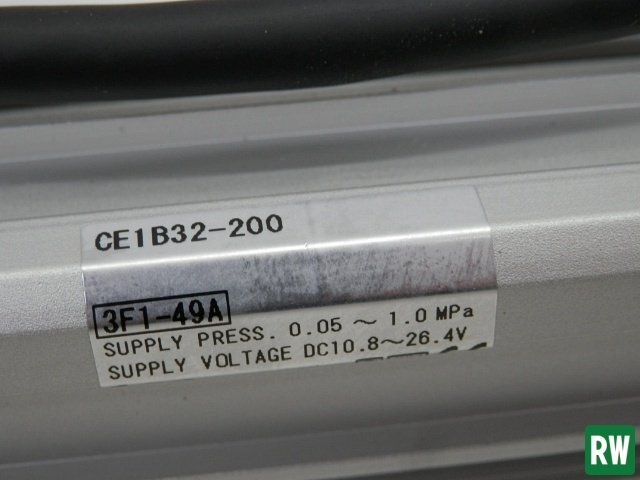 CE1B32-200
3F1-49A
SUPPLY PRESS. 0.05 ~ 1.0 MPa
SUPPLY VOLTAGE DC10.8~26.4V
RW